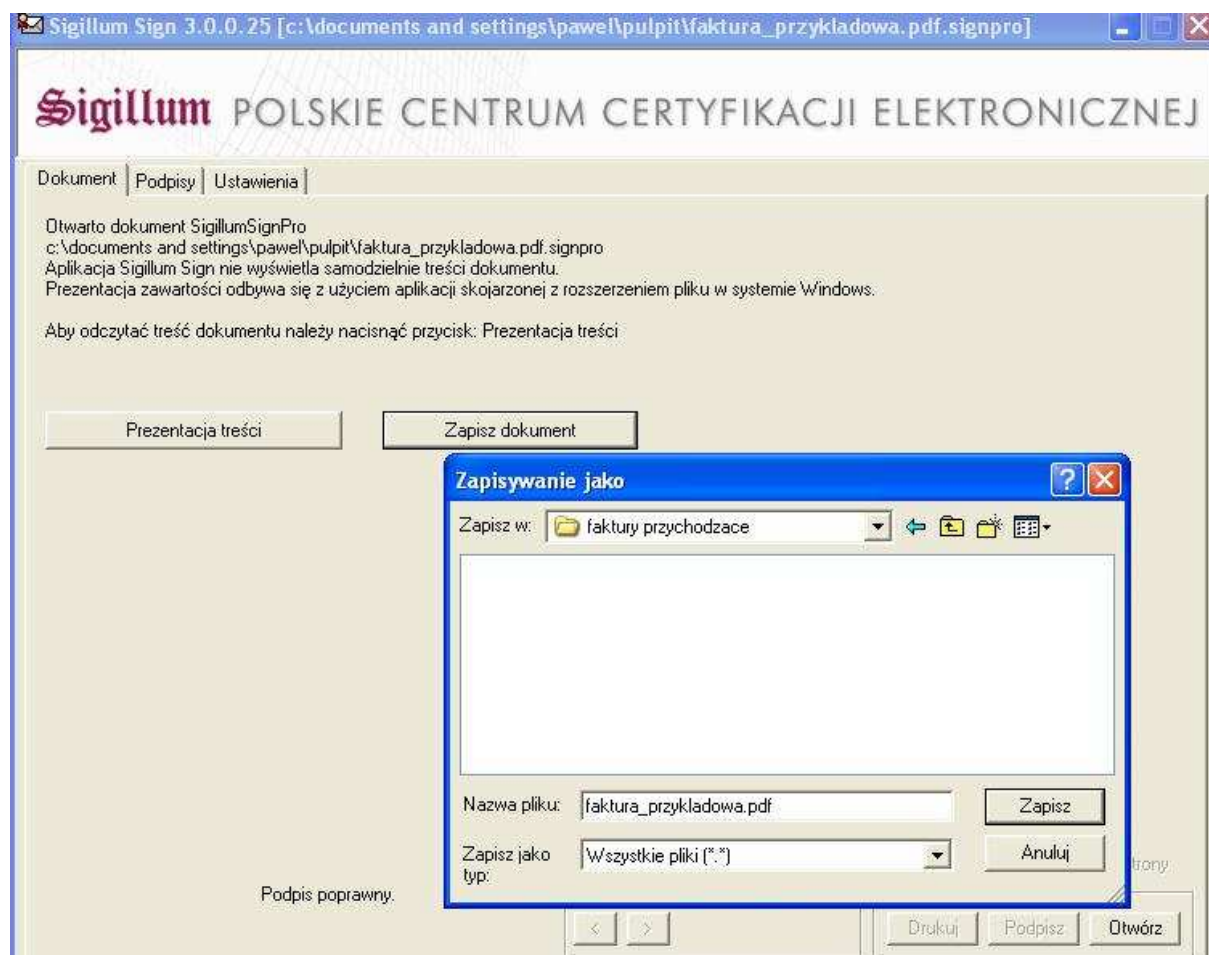 Sigillum Sign 3.0.0.25 [c:\documents and settings\pawel\pulpit\faktura_przykladowa.pdf.signpro]
Sigillum POLSKIE CENTRUM CERTYFIKACJI ELEKTRONICZNEJ
Dokument Podpisy Ustawienia
Otwarto dokument SigillumSignPro
c:\documents and settings\pawel\pulpit\faktura_przykladowa.pdf.signpro
Aplikacja Sigillum Sign nie wyświetla samodzielnie treści dokumentu.
Prezentacja zawartości odbywa się z użyciem aplikacji skojarzonej z rozszerzeniem pliku w systemie Windows.
Aby odczytać treść dokumentu należy nacisnąć przycisk: Prezentacja treści
Prezentacja treści Zapisz dokument
Zapisywanie jako
Zapisz w: faktury przychodzace
Nazwa pliku: faktura_przykladowa.pdf Zapisz
Zapisz jako typ: Wszystkie pliki (*.*) Anuluj
trony
Podpis poprawny.
< > Drukuj Podpisz Otwórz